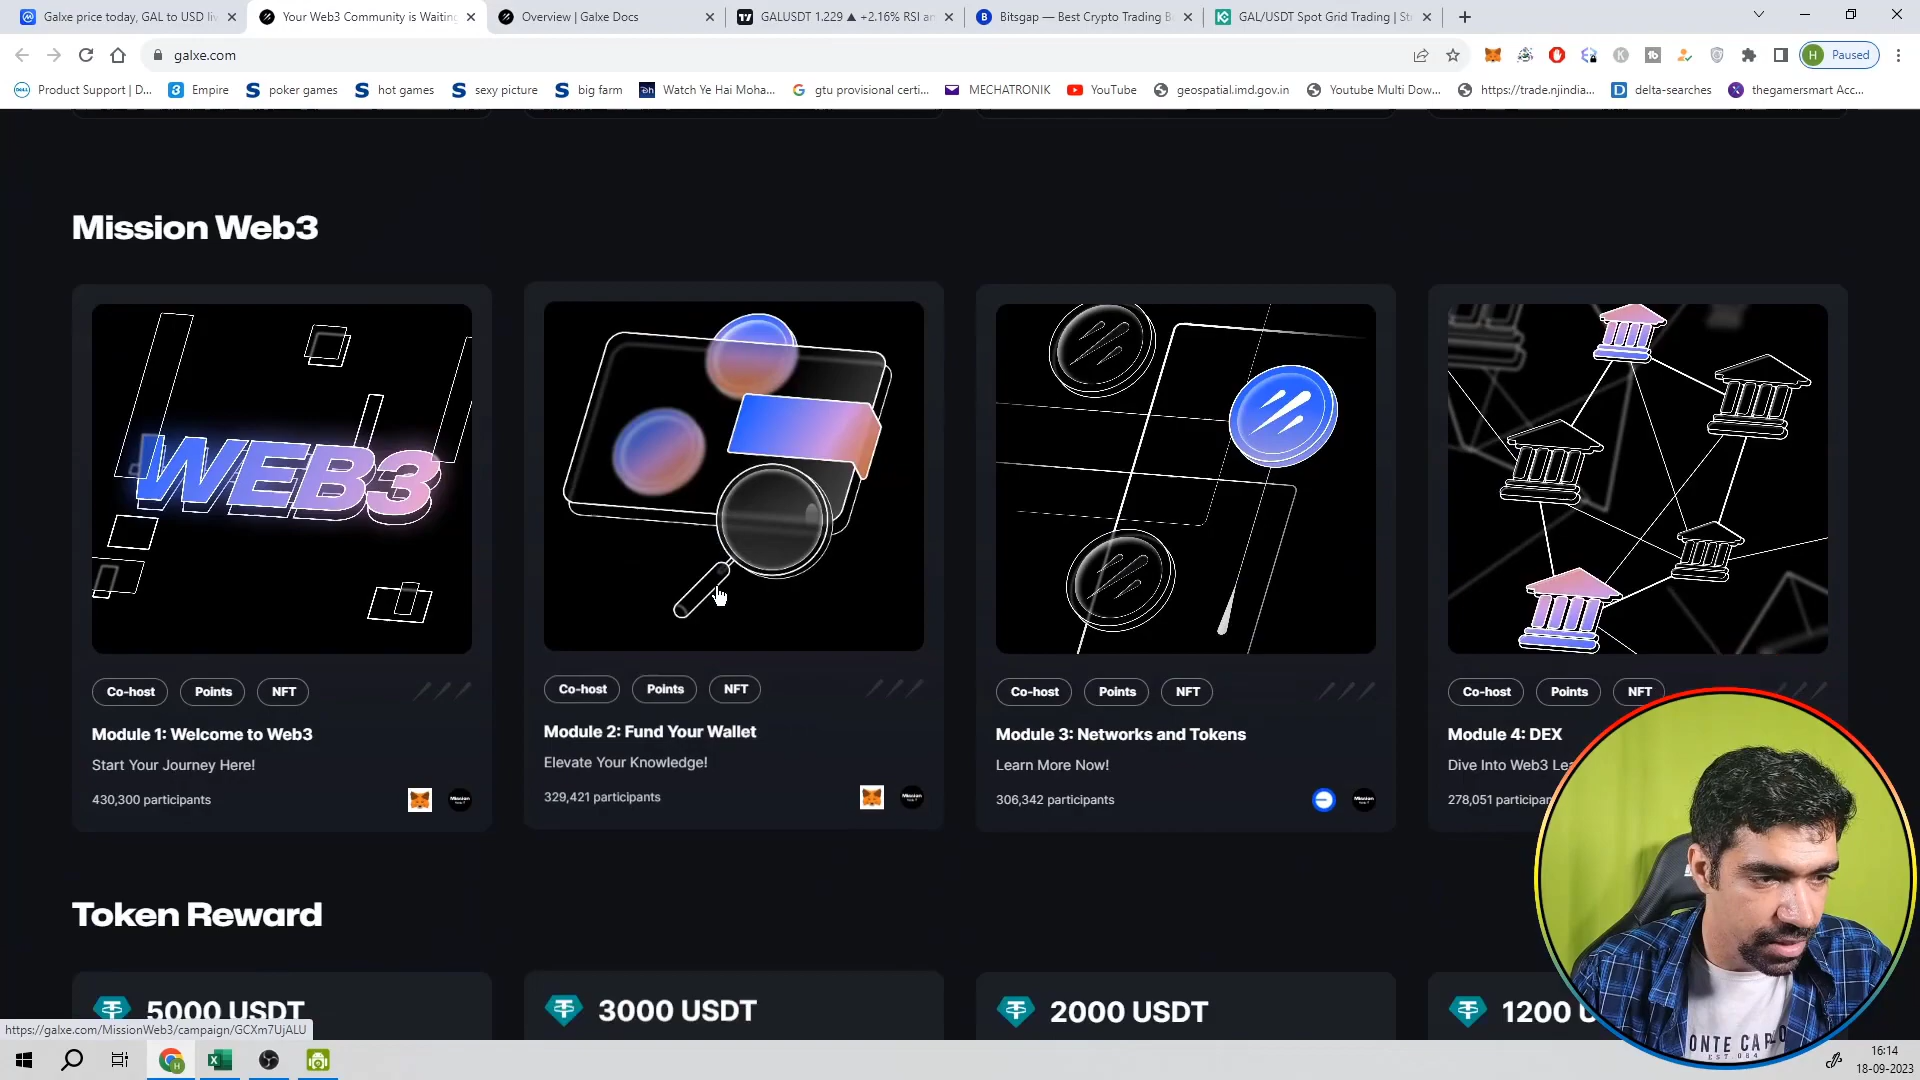 Galxe price today, GAL to USD li
Your Web3 Community is Waiting
Overview | Galxe Docs
GALUSDT 1.229 ▲ +2.16% RSI an
Bitsgap — Best Crypto Trading B
GAL/USDT Spot Grid Trading | St
galxe.com
H Paused
Product Support | D...
Empire
poker games
hot games
sexy picture
big farm
Watch Ye Hai Moha...
gtu provisional certi...
MECHATRONIK
YouTube
geospatial.imd.gov.in
Youtube Multi Dow...
https://trade.njindia...
delta-searches
thegamersmart Acc...
Mission Web3
WEB3
Co-host Points NFT
Module 1: Welcome to Web3
Start Your Journey Here!
430,300 participants
Co-host Points NFT
Module 2: Fund Your Wallet
Elevate Your Knowledge!
329,421 participants
Co-host Points NFT
Module 3: Networks and Tokens
Learn More Now!
306,342 participants
Co-host Points NFT
Module 4: DEX
Dive Into Web3 Lea
278,051 participan
Token Reward
5000 USDT
3000 USDT
2000 USDT
1200 U
https://galxe.com/MissionWeb3/campaign/GCXm7UjALU
16:14
18-09-2023